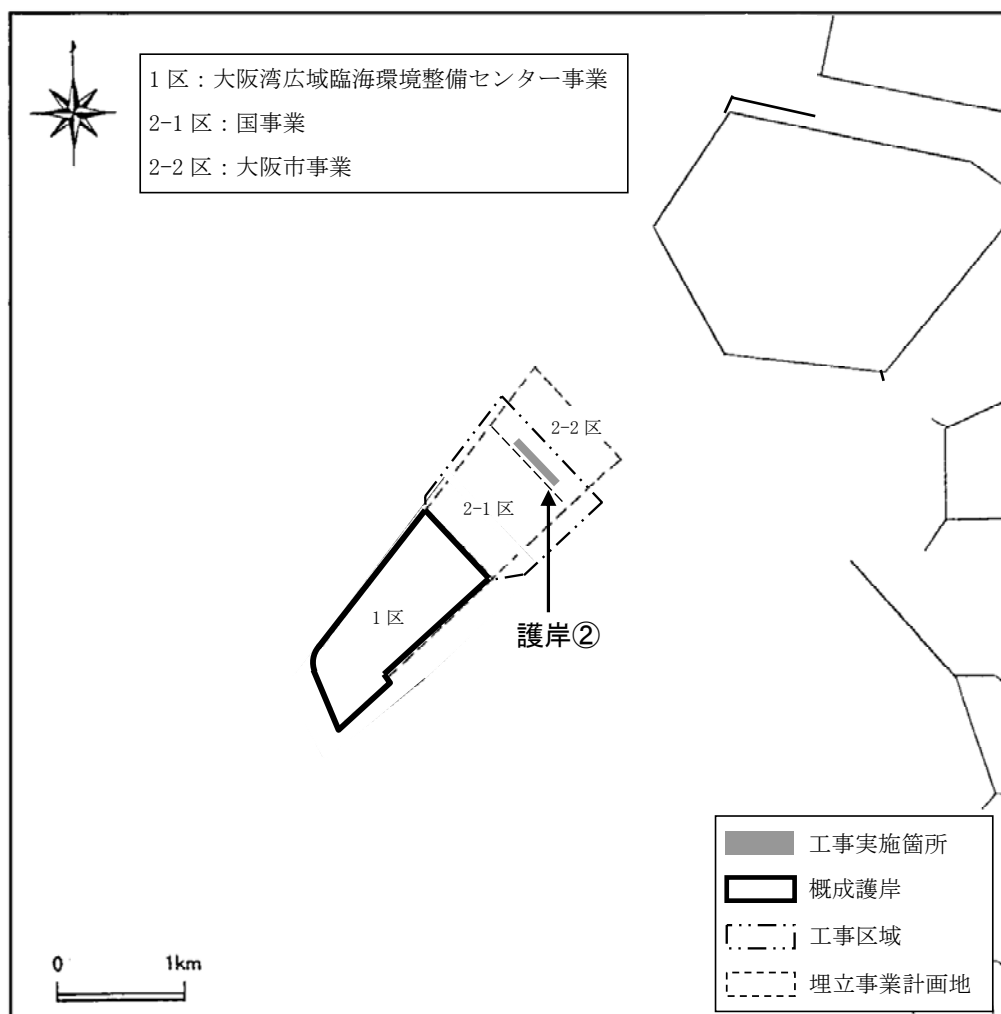 1 区：大阪湾広域臨海環境整備センター事業
2-1 区：国事業
2-2 区：大阪市事業
2-2 区
2-1 区
1 区
護岸②
工事実施箇所
概成護岸
工事区域
埋立事業計画地
0 1km